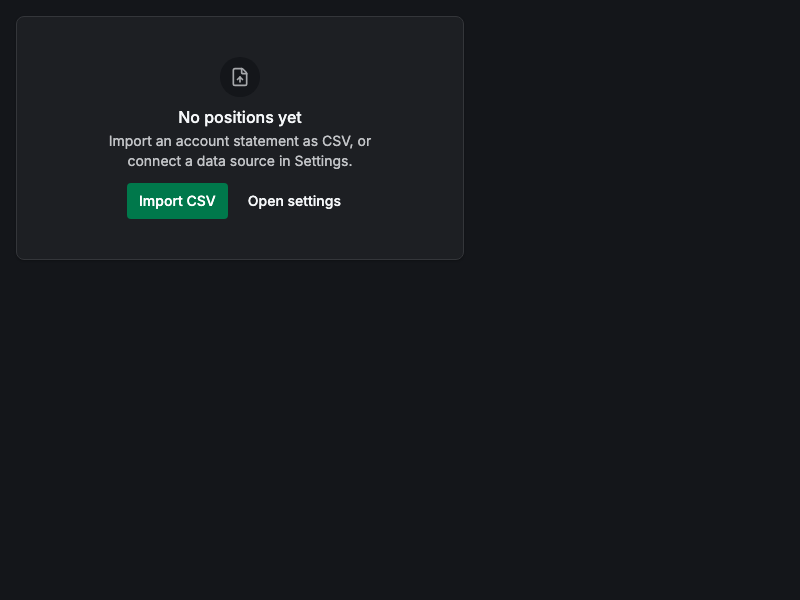 No positions yet
Import an account statement as CSV, or
connect a data source in Settings.
Import CSV
Open settings